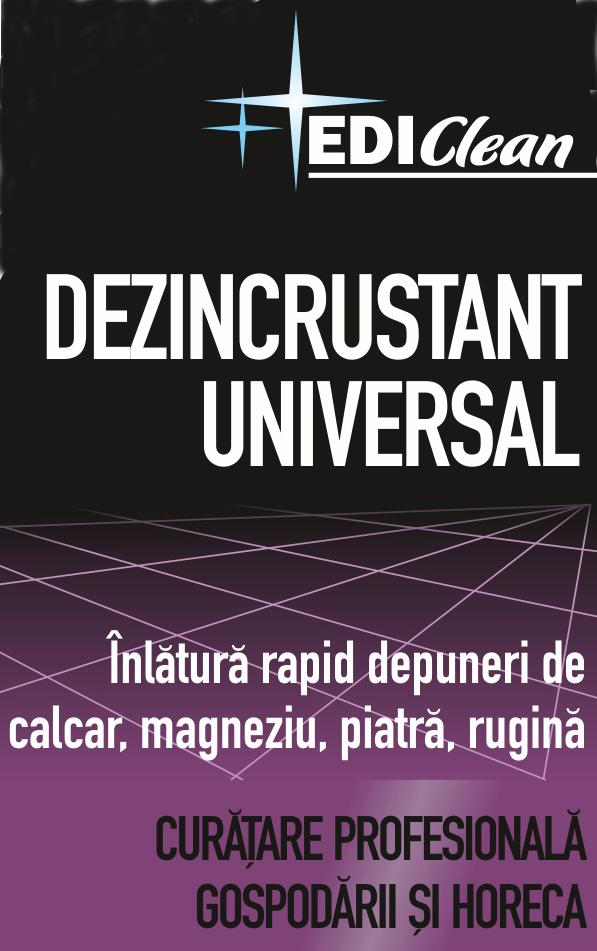 EDIClean
DEZINCRUSTANT
UNIVERSAL
Înlătură rapid depuneri de
calcar, magneziu, piatră, rugină
CURĂȚARE PROFESIONALĂ
GOSPODĂRII ȘI HORECA